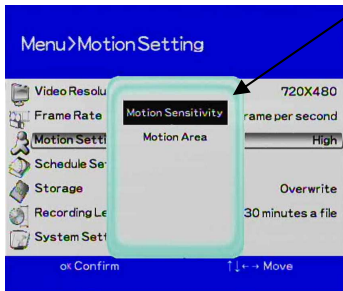 Menu>Motion Setting
Video Resolu 720X480
Frame Rate rame per second
Motion Setti High
Schedule Se
Storage Overwrite
Recording Le 30 minutes a file
System Sett
Motion Sensitivity
Motion Area
oK Confirm ↑↓←→ Move